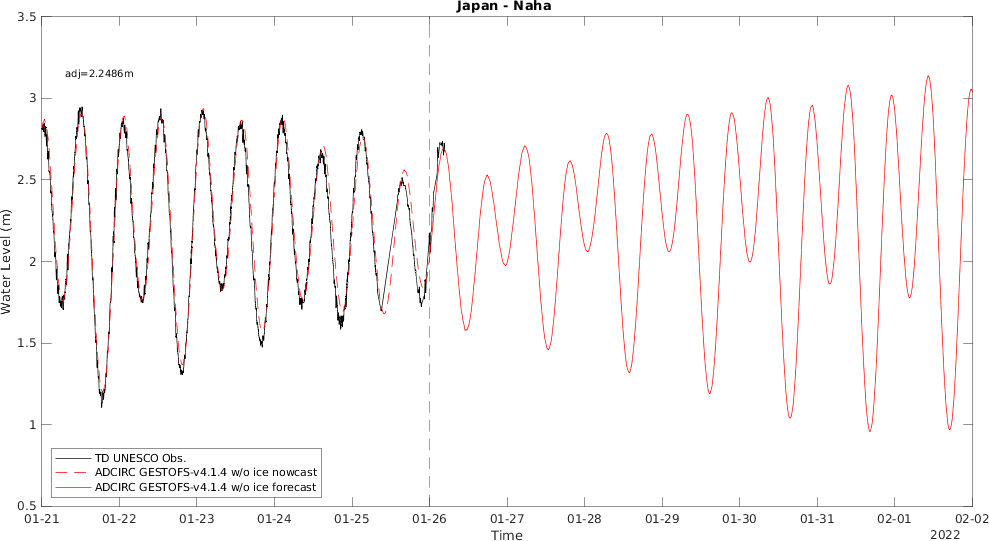 Japan - Naha
3.5
3
2.5
2
1.5
1
0.5
Water Level (m)
adj=2.2486m
TD UNESCO Obs.
ADCIRC GESTOFS-v4.1.4 w/o ice nowcast
ADCIRC GESTOFS-v4.1.4 w/o ice forecast
01-21 01-22 01-23 01-24 01-25 01-26 01-27 01-28 01-29 01-30 01-31 02-01 02-02
Time
2022